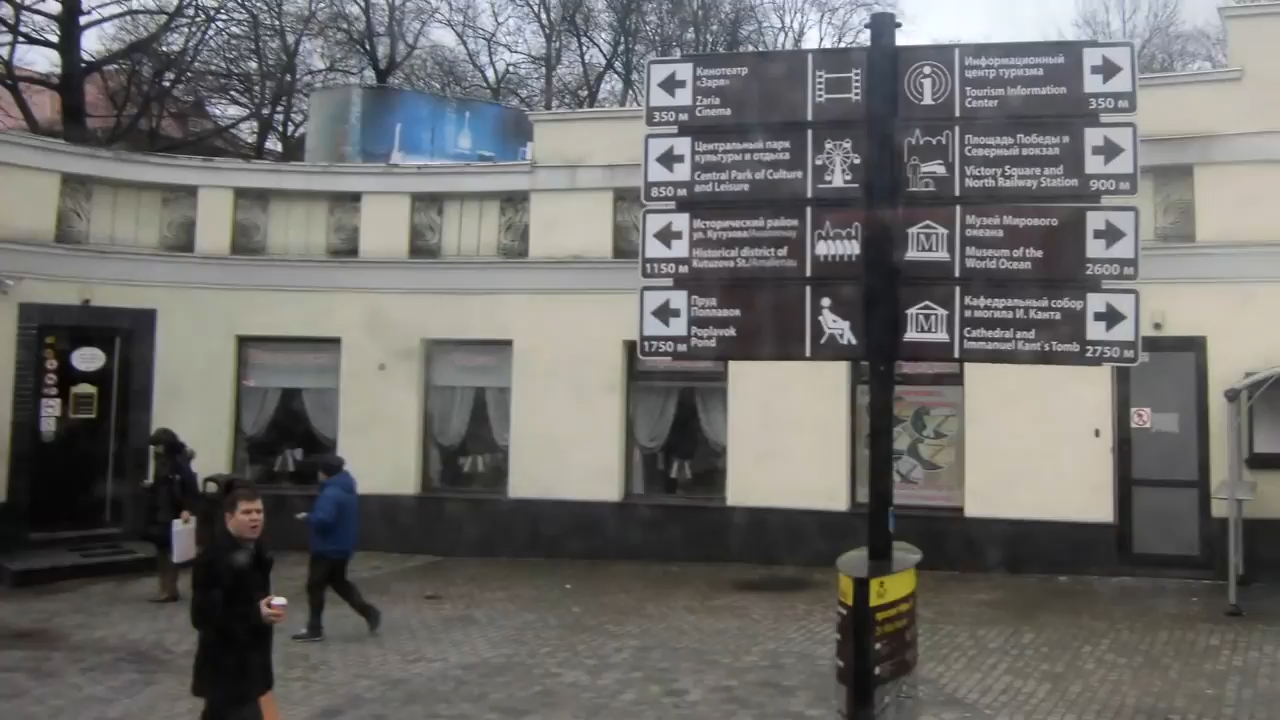 Кинотеатр
«Заря»
Zaria
Cinema
350 м
Центральный парк
культуры и отдыха
Central Park of Culture
and Leisure
850 м
Исторический район
ул. Кутузова/Амалиенау
Historical district of
Kutuzova St./Amalienau
1150 м
Пруд
Поплавок
Poplavok
Pond
1750 м
Информационный
центр туризма
Tourism Information
Center
350 м
Площадь Победы и
Северный вокзал
Victory Square and
North Railway Station
900 м
М
Музей Мирового
океана
Museum of the
World Ocean
2600 м
М
Кафедральный собор
и могила И. Канта
Cathedral and
Immanuel Kant`s Tomb
2750 м